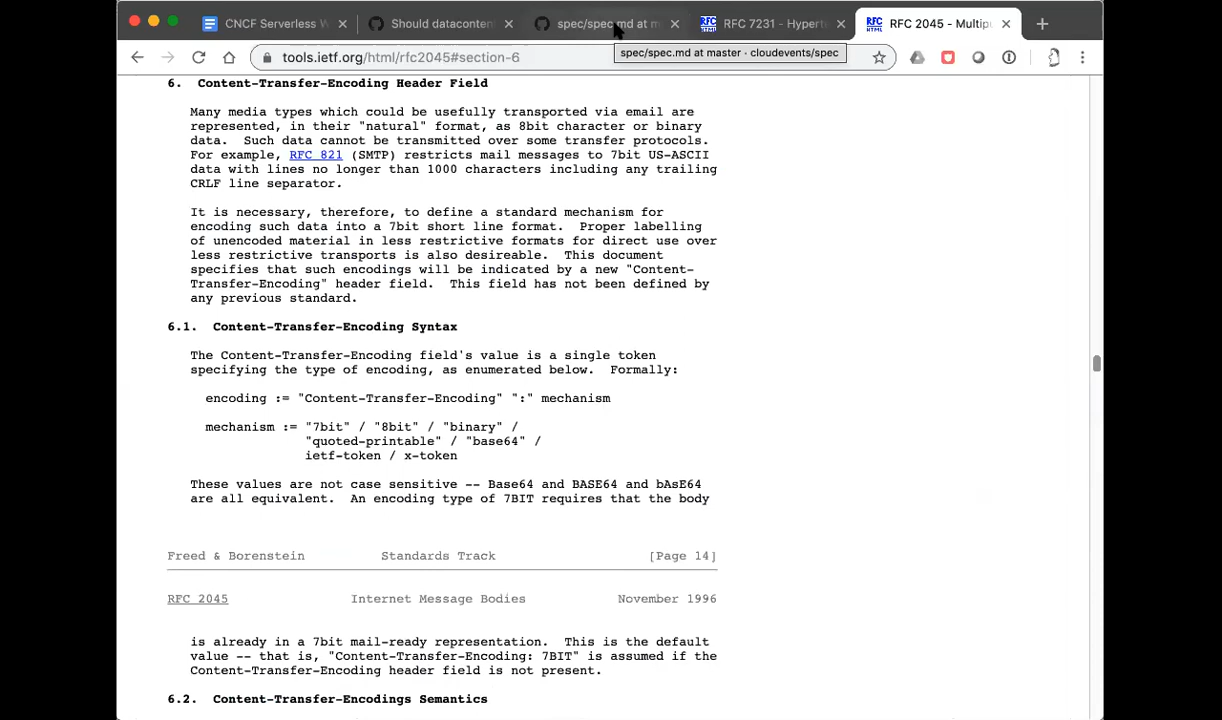 CNCF Serverless W
Should datacontent
spec/spec.md at m
RFC 7231 - Hypert
RFC 2045 - Multip
tools.ietf.org/html/rfc2045#section-6
spec/spec.md at master · cloudevents/spec
6. Content-Transfer-Encoding Header Field
Many media types which could be usefully transported via email are
represented, in their "natural" format, as 8bit character or binary
data. Such data cannot be transmitted over some transfer protocols.
For example, RFC 821 (SMTP) restricts mail messages to 7bit US-ASCII
data with lines no longer than 1000 characters including any trailing
CRLF line separator.
It is necessary, therefore, to define a standard mechanism for
encoding such data into a 7bit short line format. Proper labelling
of unencoded material in less restrictive formats for direct use over
less restrictive transports is also desireable. This document
specifies that such encodings will be indicated by a new "Content-
Transfer-Encoding" header field. This field has not been defined by
any previous standard.
6.1. Content-Transfer-Encoding Syntax
The Content-Transfer-Encoding field's value is a single token
specifying the type of encoding, as enumerated below. Formally:
encoding := "Content-Transfer-Encoding" ":" mechanism
mechanism := "7bit" / "8bit" / "binary" /
"quoted-printable" / "base64" /
ietf-token / x-token
These values are not case sensitive -- Base64 and BASE64 and bAsE64
are all equivalent. An encoding type of 7BIT requires that the body
Freed & Borenstein Standards Track [Page 14]
RFC 2045 Internet Message Bodies November 1996
is already in a 7bit mail-ready representation. This is the default
value -- that is, "Content-Transfer-Encoding: 7BIT" is assumed if the
Content-Transfer-Encoding header field is not present.
6.2. Content-Transfer-Encodings Semantics